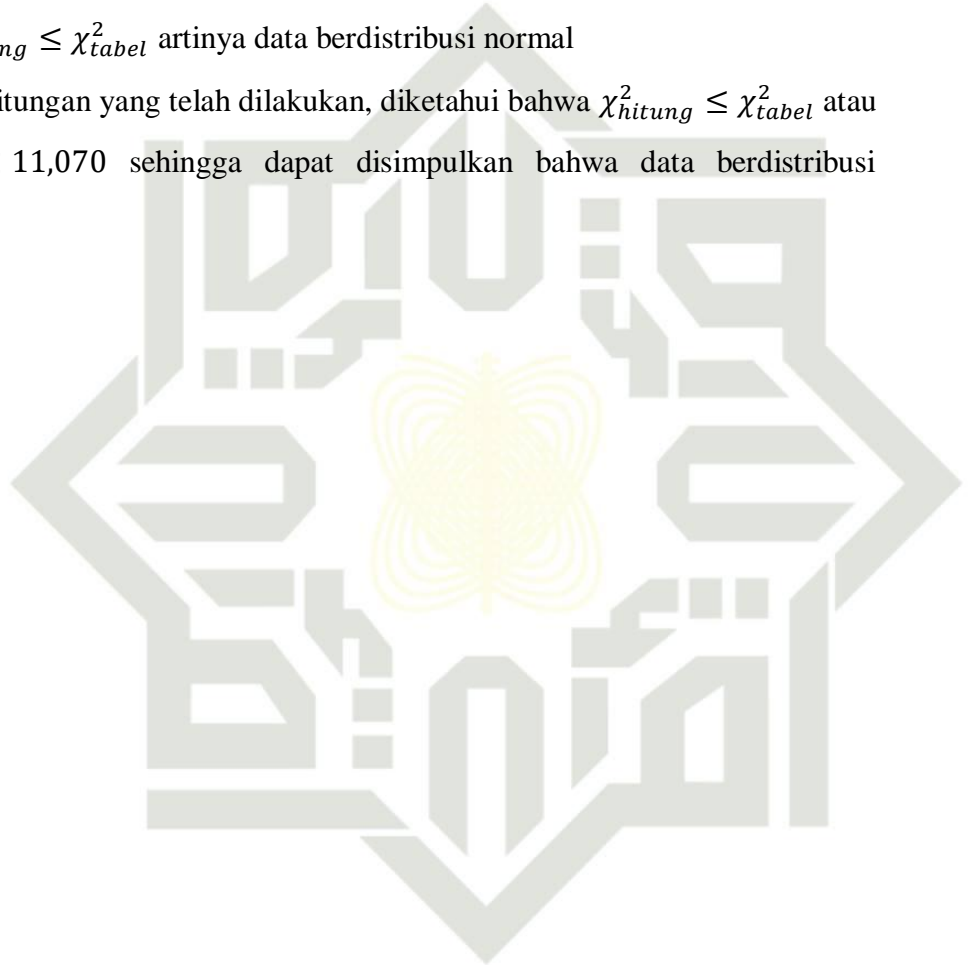 ng ≤ χ²tabel artinya data berdistribusi normal
itungan yang telah dilakukan, diketahui bahwa χ²hitung ≤ χ²tabel atau
11,070 sehingga dapat disimpulkan bahwa data berdistribusi